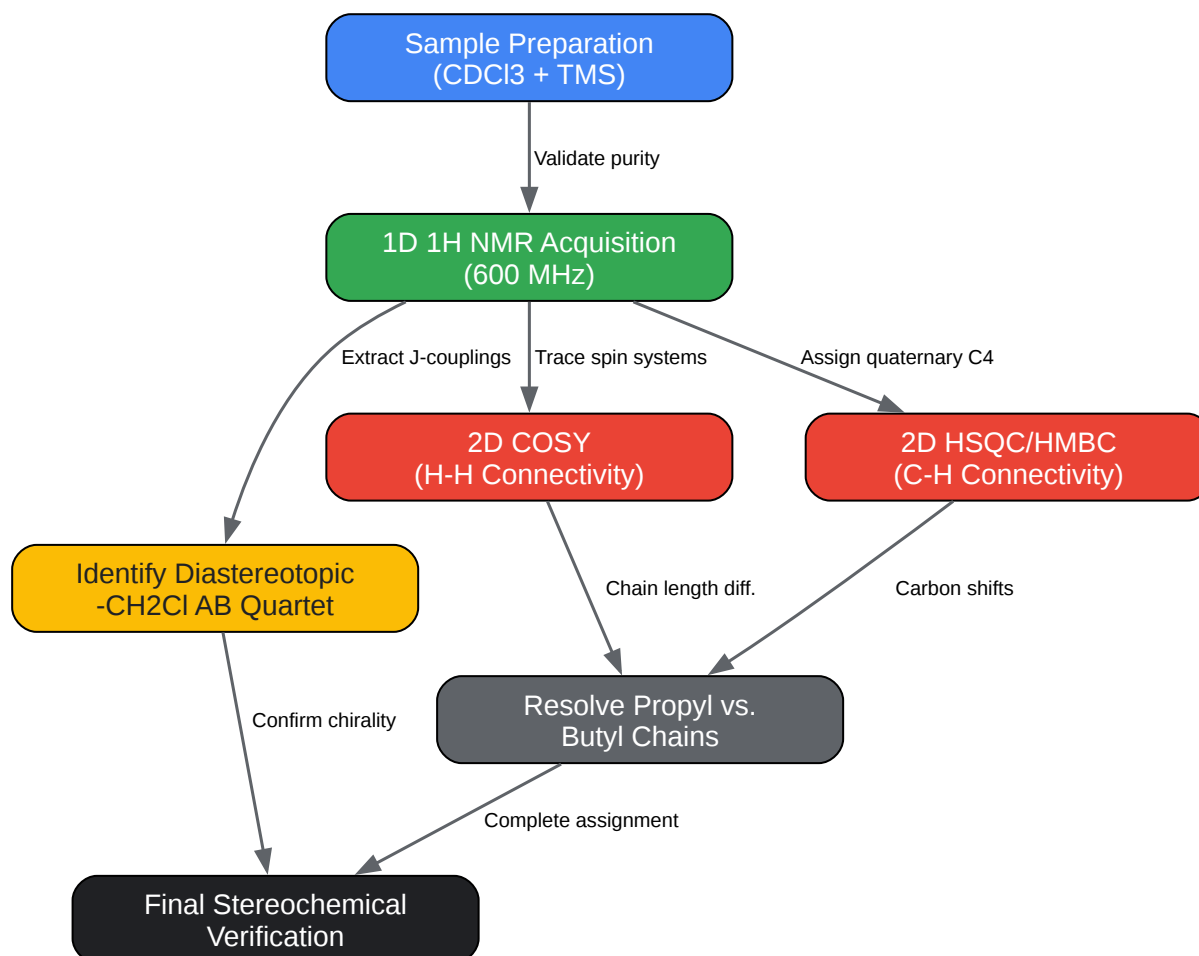 Sample Preparation
(CDCl3 + TMS)
Validate purity
1D 1H NMR Acquisition
(600 MHz)
Extract J-couplings
Trace spin systems
Assign quaternary C4
2D COSY
(H-H Connectivity)
2D HSQC/HMBC
(C-H Connectivity)
Identify Diastereotopic
-CH2Cl AB Quartet
Chain length diff.
Carbon shifts
Resolve Propyl vs.
Butyl Chains
Confirm chirality
Complete assignment
Final Stereochemical
Verification